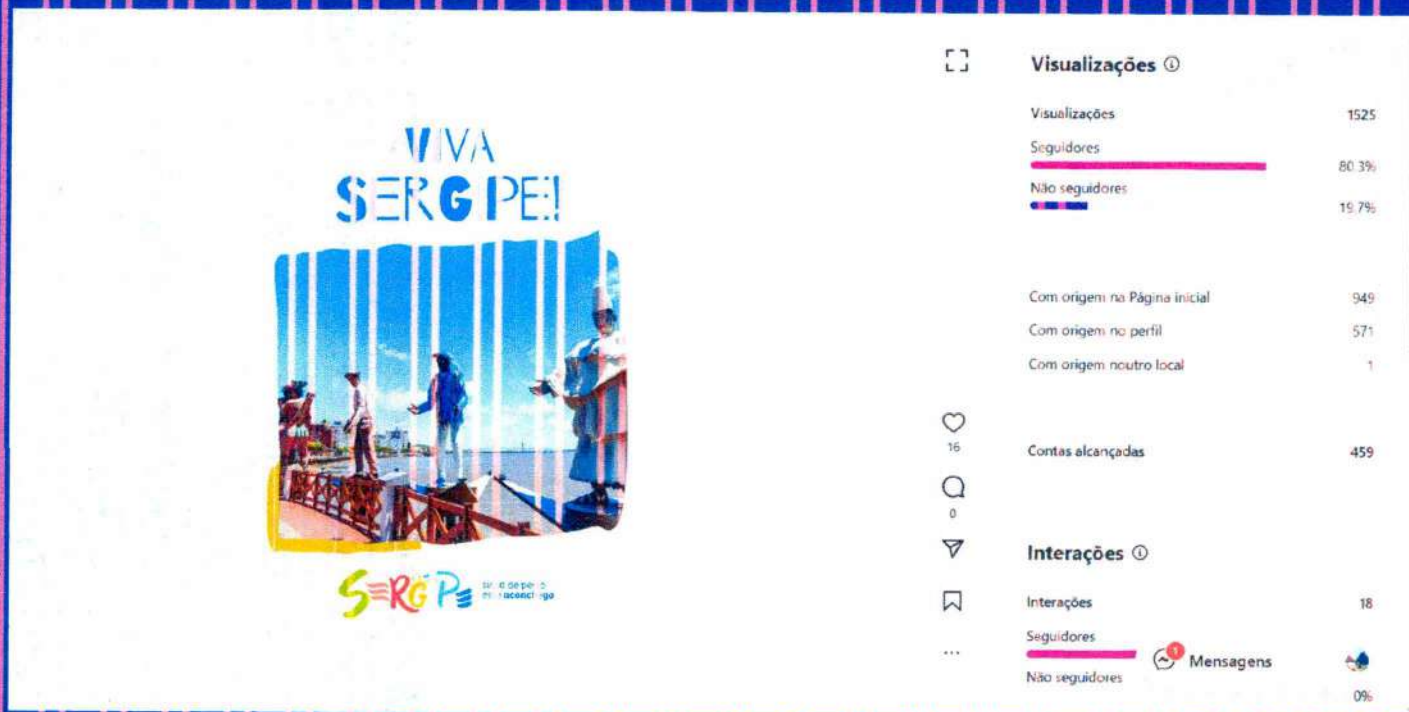 VIVA
SERGIPE!
SERGIPE
Visualizações
Visualizações 1525
Seguidores
80.3%
Não seguidores
19.7%
Com origem na Página inicial 949
Com origem no perfil 571
Com origem noutro local 1
16
Contas alcançadas 459
0
Interações
Interações 18
Seguidores
1 Mensagens
Não seguidores
0%